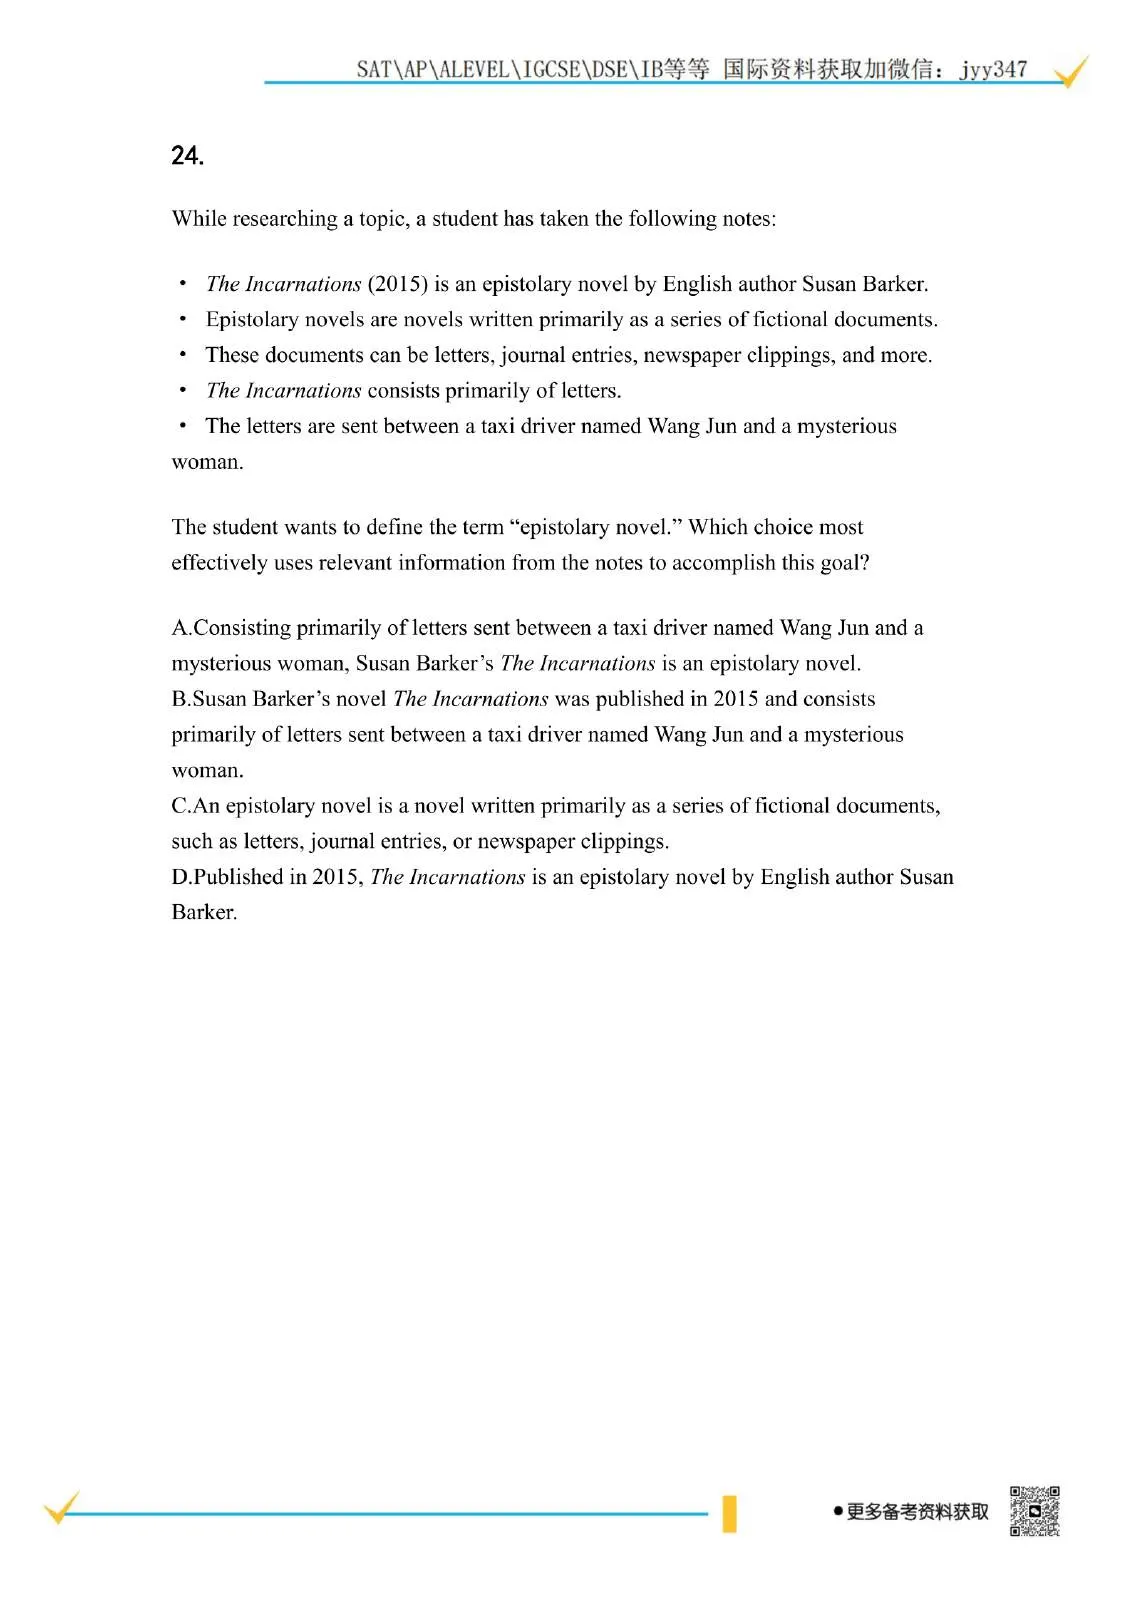 SAT\AP\ALEVEL\IGCSE\DSE\IB等等 国际资料获取加微信：jyy347
24.
While researching a topic, a student has taken the following notes:
• The Incarnations (2015) is an epistolary novel by English author Susan Barker.
• Epistolary novels are novels written primarily as a series of fictional documents.
• These documents can be letters, journal entries, newspaper clippings, and more.
• The Incarnations consists primarily of letters.
• The letters are sent between a taxi driver named Wang Jun and a mysterious
woman.
The student wants to define the term “epistolary novel.” Which choice most
effectively uses relevant information from the notes to accomplish this goal?
A.Consisting primarily of letters sent between a taxi driver named Wang Jun and a
mysterious woman, Susan Barker’s The Incarnations is an epistolary novel.
B.Susan Barker’s novel The Incarnations was published in 2015 and consists
primarily of letters sent between a taxi driver named Wang Jun and a mysterious
woman.
C.An epistolary novel is a novel written primarily as a series of fictional documents,
such as letters, journal entries, or newspaper clippings.
D.Published in 2015, The Incarnations is an epistolary novel by English author Susan
Barker.
•更多备考资料获取